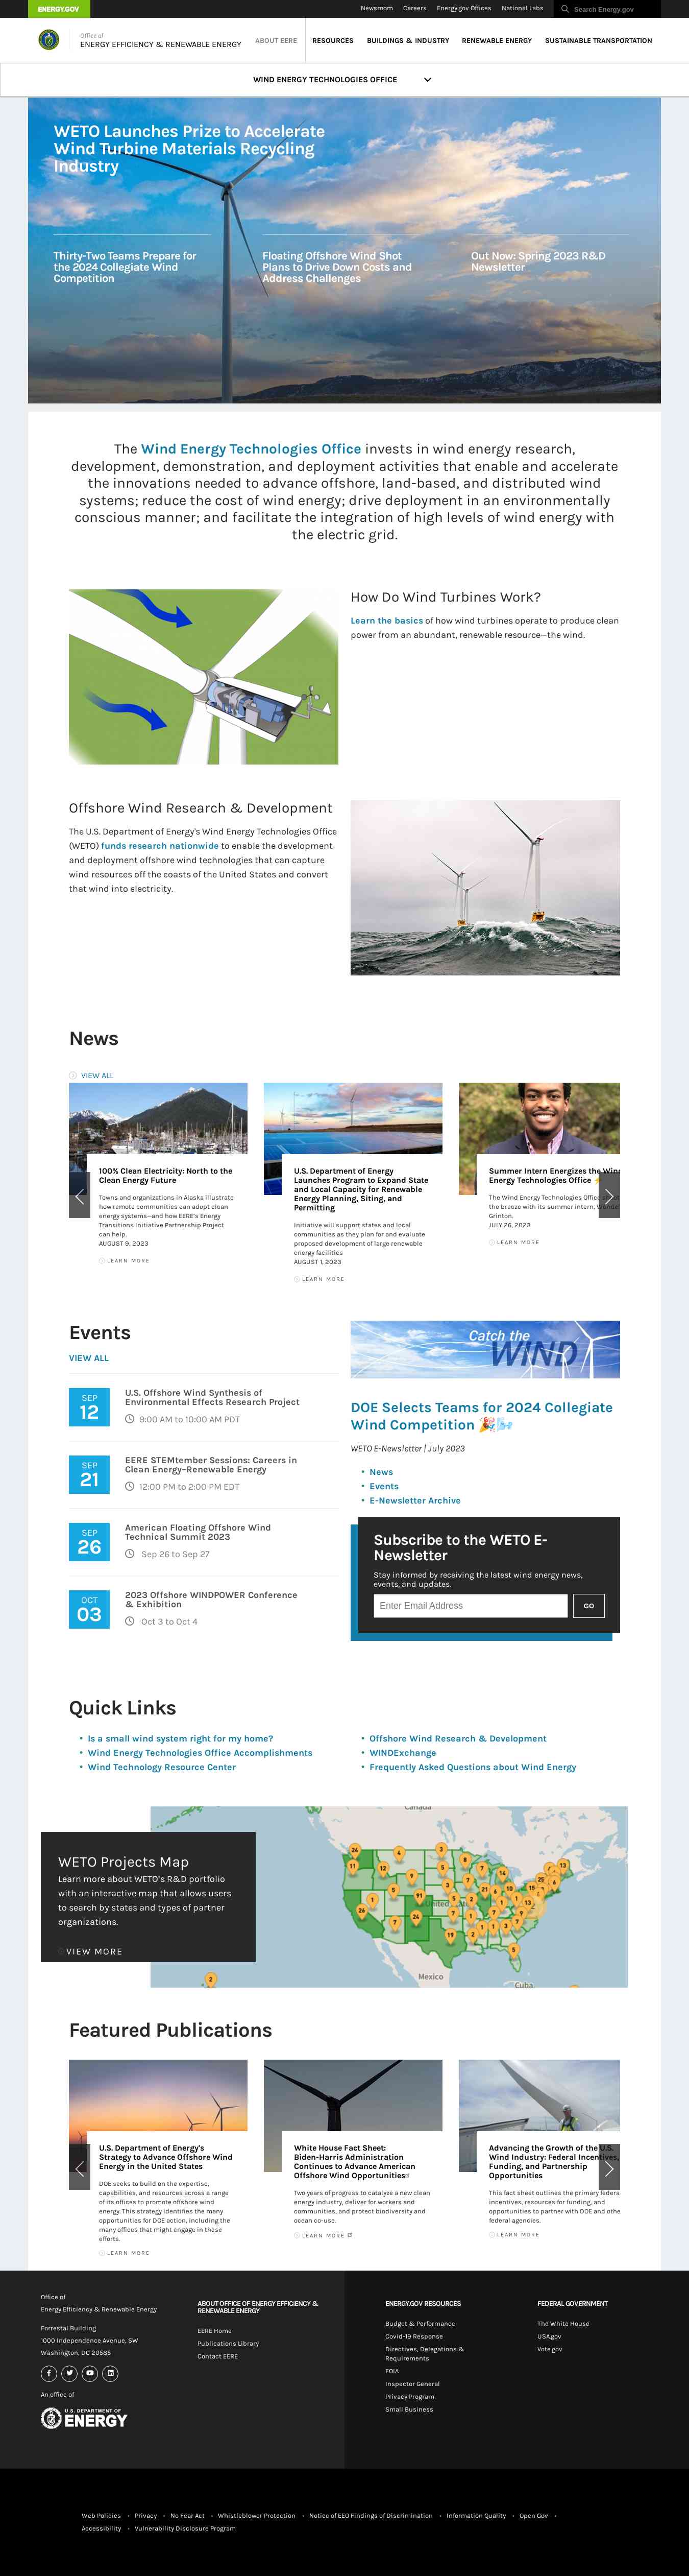 ENERGY.GOV
Newsroom
Careers
Energy.gov Offices
National Labs
Search Energy.gov
Office of
ENERGY EFFICIENCY & RENEWABLE ENERGY
ABOUT EERE
RESOURCES
BUILDINGS & INDUSTRY
RENEWABLE ENERGY
SUSTAINABLE TRANSPORTATION
WIND ENERGY TECHNOLOGIES OFFICE
WETO Launches Prize to Accelerate
Wind Turbine Materials Recycling
Industry
Thirty-Two Teams Prepare for
the 2024 Collegiate Wind
Competition
Floating Offshore Wind Shot
Plans to Drive Down Costs and
Address Challenges
Out Now: Spring 2023 R&D
Newsletter
The Wind Energy Technologies Office invests in wind energy research,
development, demonstration, and deployment activities that enable and accelerate
the innovations needed to advance offshore, land-based, and distributed wind
systems; reduce the cost of wind energy; drive deployment in an environmentally
conscious manner; and facilitate the integration of high levels of wind energy with
the electric grid.
How Do Wind Turbines Work?
Learn the basics of how wind turbines operate to produce clean
power from an abundant, renewable resource—the wind.
Offshore Wind Research & Development
The U.S. Department of Energy's Wind Energy Technologies Office
(WETO) funds research nationwide to enable the development
and deployment offshore wind technologies that can capture
wind resources off the coasts of the United States and convert
that wind into electricity.
News
VIEW ALL
100% Clean Electricity: North to the
Clean Energy Future
Towns and organizations in Alaska illustrate
how remote communities can adopt clean
energy systems—and how EERE's Energy
Transitions Initiative Partnership Project
can help.
AUGUST 9, 2023
LEARN MORE
U.S. Department of Energy
Launches Program to Expand State
and Local Capacity for Renewable
Energy Planning, Siting, and
Permitting
Initiative will support states and local
communities as they plan for and evaluate
proposed development of large renewable
energy facilities
AUGUST 1, 2023
LEARN MORE
Summer Intern Energizes the Wind
Energy Technologies Office ⚡
The Wind Energy Technologies Office
the breeze with its summer intern,
Grinton.
JULY 26, 2023
LEARN MORE
Events
VIEW ALL
SEP
12
U.S. Offshore Wind Synthesis of
Environmental Effects Research Project
9:00 AM to 10:00 AM PDT
SEP
21
EERE STEMtember Sessions: Careers in
Clean Energy–Renewable Energy
12:00 PM to 2:00 PM EDT
SEP
26
American Floating Offshore Wind
Technical Summit 2023
Sep 26 to Sep 27
OCT
03
2023 Offshore WINDPOWER Conference
& Exhibition
Oct 3 to Oct 4
Catch the
WIND
DOE Selects Teams for 2024 Collegiate
Wind Competition 🎉🌬️
WETO E-Newsletter | July 2023
• News
• Events
• E-Newsletter Archive
Subscribe to the WETO E-
Newsletter
Stay informed by receiving the latest wind energy news,
events, and updates.
Enter Email Address
GO
Quick Links
• Is a small wind system right for my home?
• Wind Energy Technologies Office Accomplishments
• Wind Technology Resource Center
• Offshore Wind Research & Development
• WINDExchange
• Frequently Asked Questions about Wind Energy
WETO Projects Map
Learn more about WETO's R&D portfolio
with an interactive map that allows users
to search by states and types of partner
organizations.
VIEW MORE
Canada
Mexico
Cuba
Featured Publications
U.S. Department of Energy's
Strategy to Advance Offshore Wind
Energy in the United States
DOE seeks to build on the expertise,
capabilities, and resources across a range
of its offices to promote offshore wind
energy. This strategy identifies the many
opportunities for DOE action, including the
many offices that might engage in these
efforts.
LEARN MORE
White House Fact Sheet:
Biden-Harris Administration
Continues to Advance American
Offshore Wind Opportunities
Two years of progress to catalyze a new clean
energy industry, deliver for workers and
communities, and protect biodiversity and
ocean co-use.
LEARN MORE
Advancing the Growth of the U.S.
Wind Industry: Federal Incentives,
Funding, and Partnership
Opportunities
This fact sheet outlines the primary federa
incentives, resources for funding, and
opportunities to partner with DOE and othe
federal agencies.
LEARN MORE
Office of
Energy Efficiency & Renewable Energy
Forrestal Building
1000 Independence Avenue, SW
Washington, DC 20585
An office of
U.S. DEPARTMENT OF
ENERGY
ABOUT OFFICE OF ENERGY EFFICIENCY &
RENEWABLE ENERGY
EERE Home
Publications Library
Contact EERE
ENERGY.GOV RESOURCES
Budget & Performance
Covid-19 Response
Directives, Delegations &
Requirements
FOIA
Inspector General
Privacy Program
Small Business
FEDERAL GOVERNMENT
The White House
USA.gov
Vote.gov
Web Policies • Privacy • No Fear Act • Whistleblower Protection • Notice of EEO Findings of Discrimination • Information Quality • Open Gov •
Accessibility • Vulnerability Disclosure Program